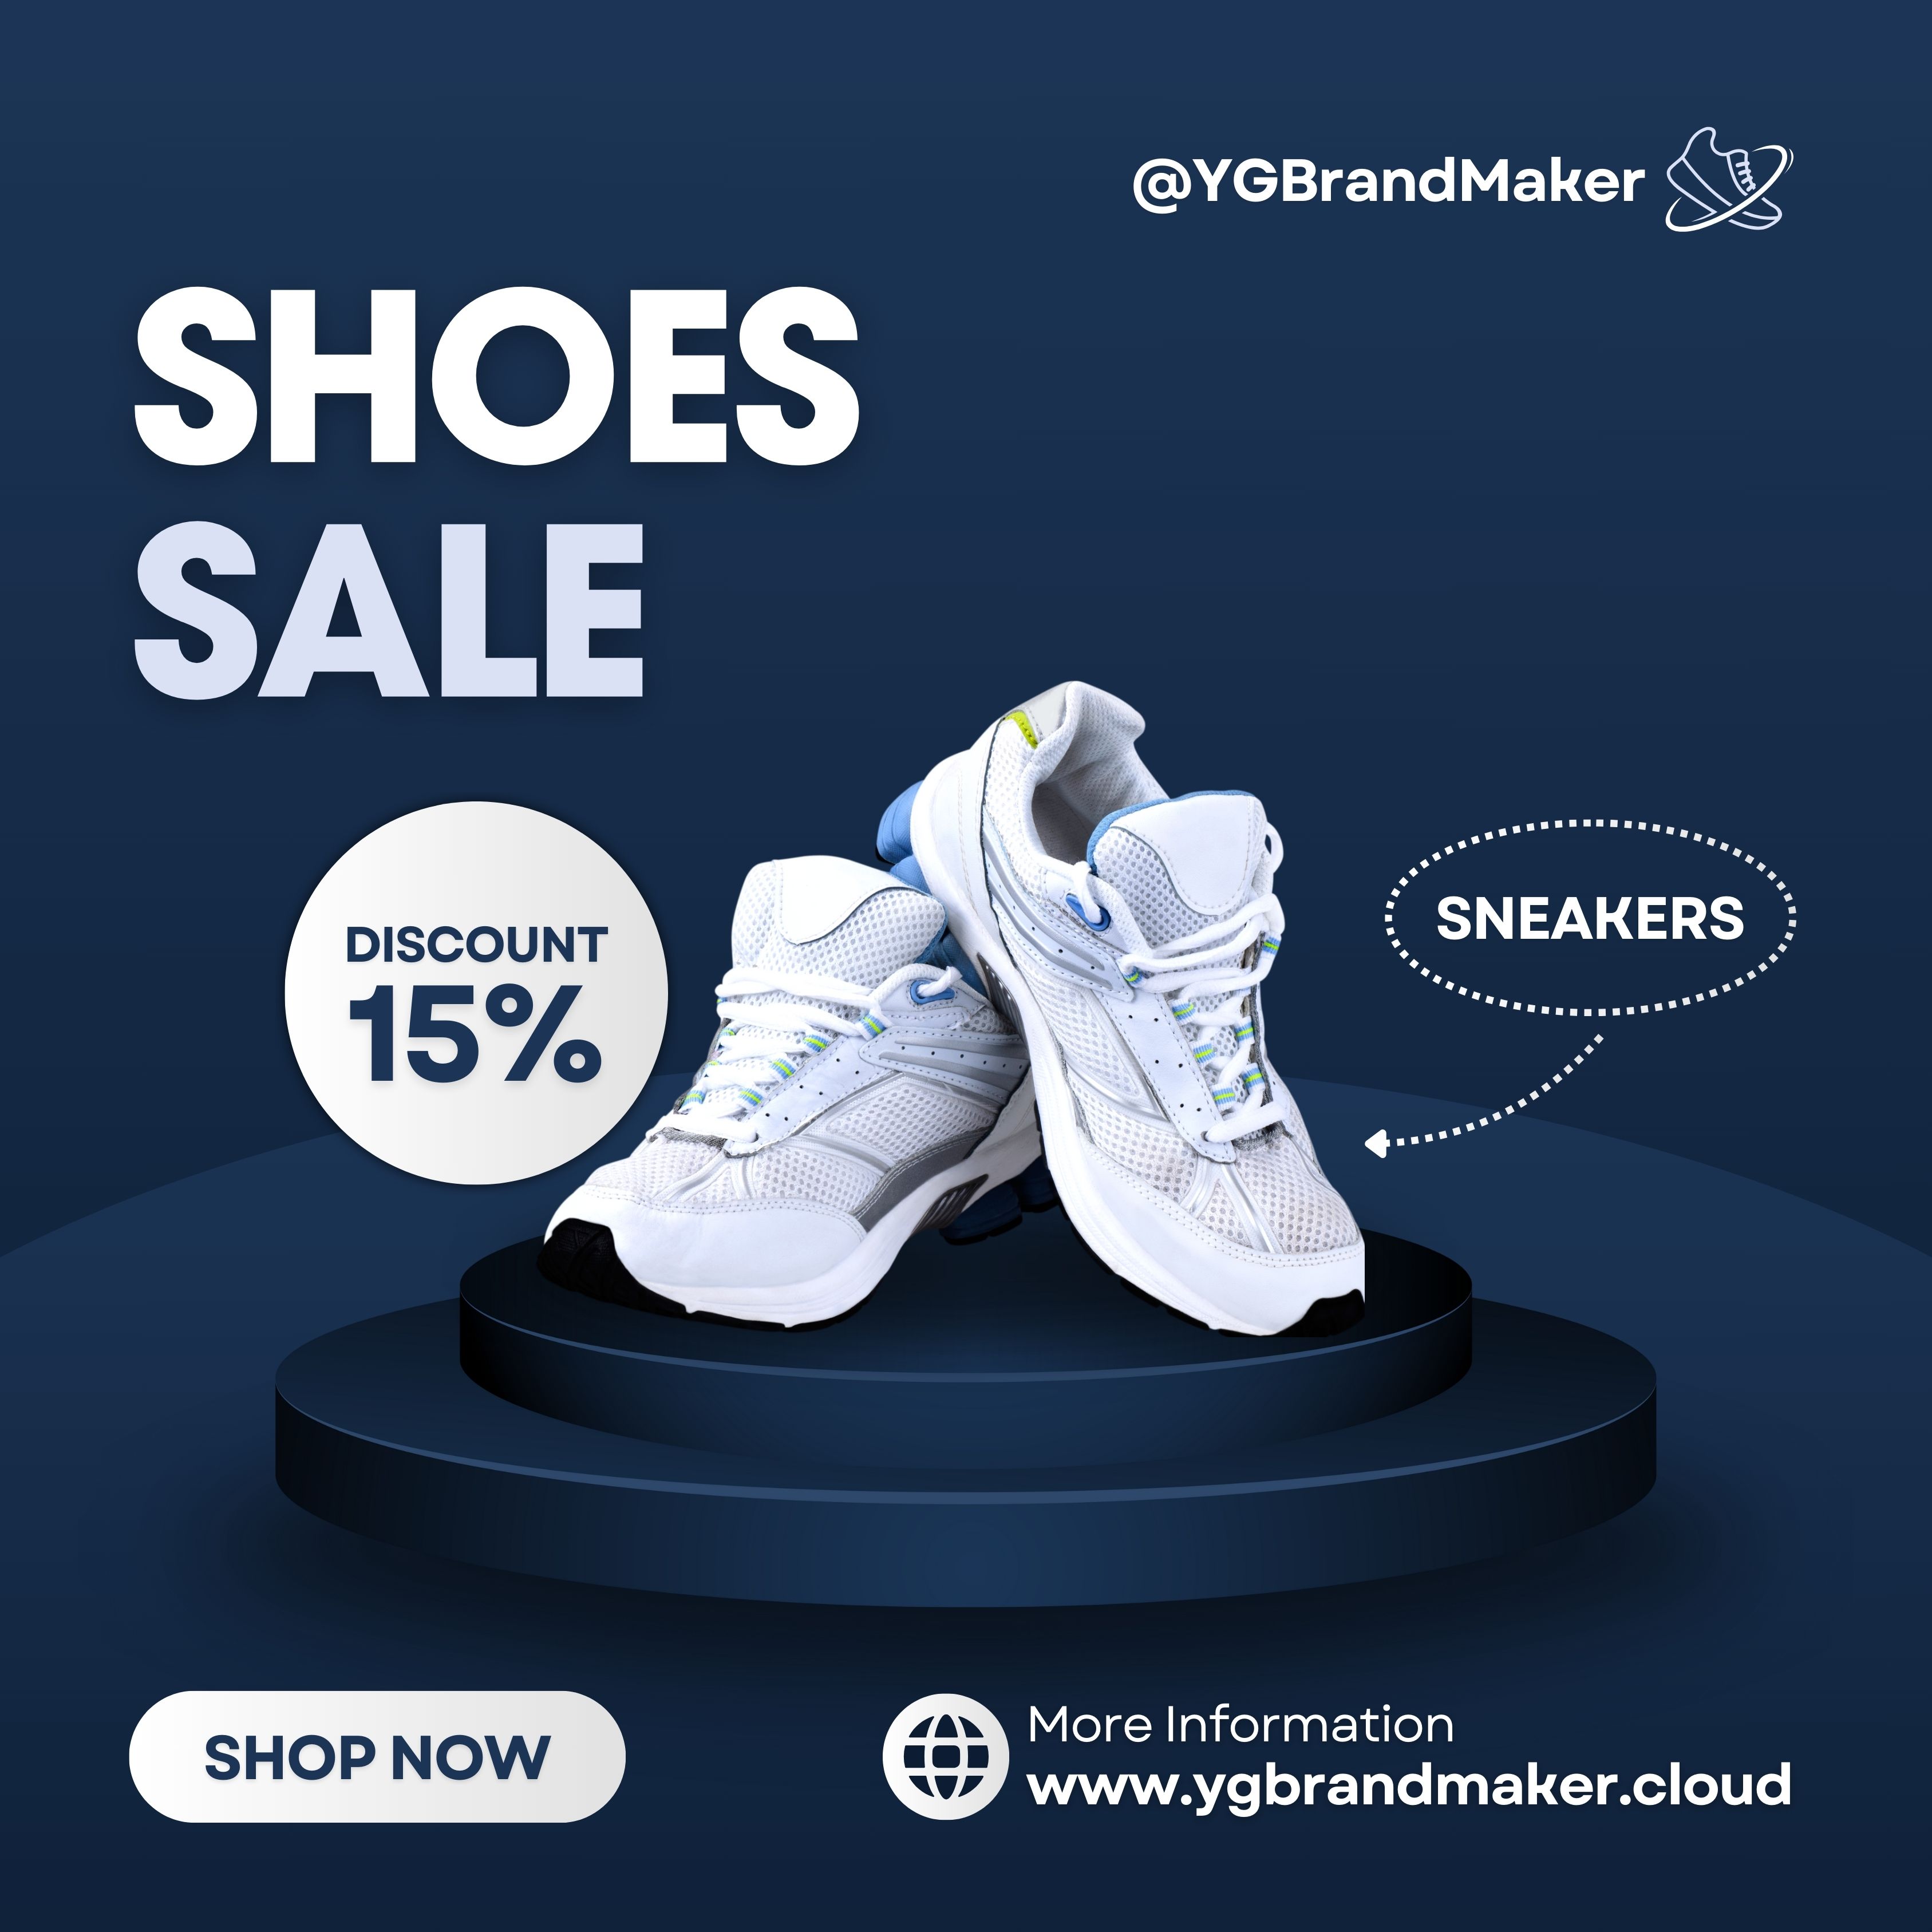 @YGBrandMaker
SHOES
SALE
DISCOUNT
15%
SNEAKERS
SHOP NOW
More Information
www.ygbrandmaker.cloud